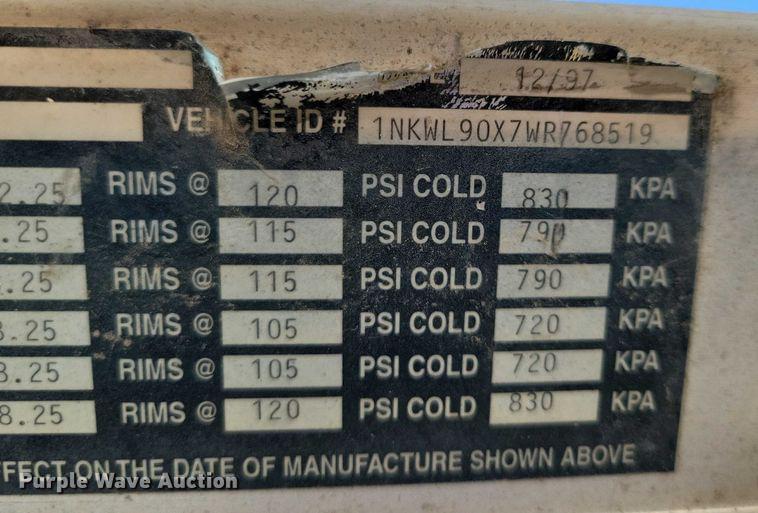 12/97
VEHICLE ID # 1NKWL90X7WR768519
2.25 RIMS @ 120 PSI COLD 830 KPA
.25 RIMS @ 115 PSI COLD 790 KPA
.25 RIMS @ 115 PSI COLD 790 KPA
8.25 RIMS @ 105 PSI COLD 720 KPA
8.25 RIMS @ 105 PSI COLD 720 KPA
8.25 RIMS @ 120 PSI COLD 830 KPA
FFECT ON THE DATE OF MANUFACTURE SHOWN ABOVE
Purple Wave Auction